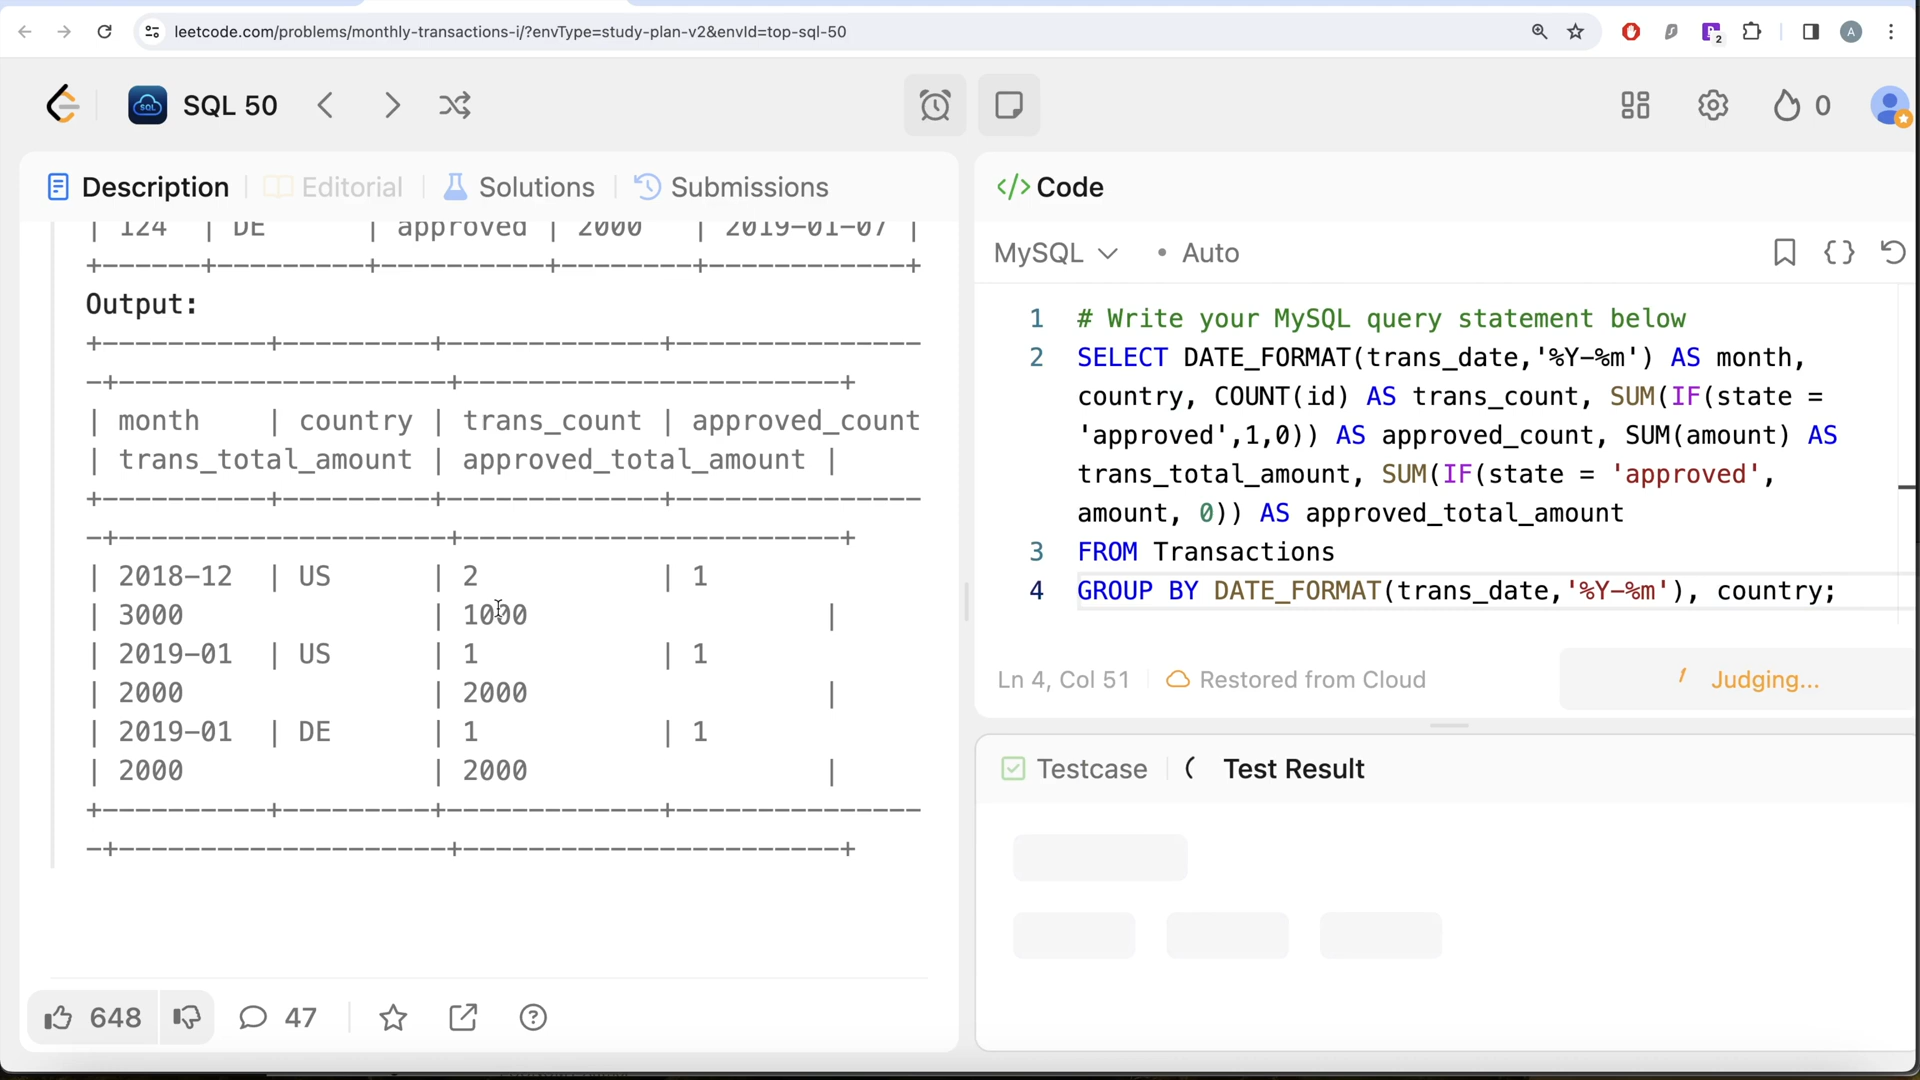 leetcode.com/problems/monthly-transactions-i/?envType=study-plan-v2&envId=top-sql-50
2
A
SQL
SQL 50
0
Description
Editorial
Solutions
Submissions
| 124 | DE | approved | 2000 | 2019-01-07 |
+------+---------+----------+--------+------------+
Output:
+----------+---------+-------------+---------------
-+--------------------+-----------------------+
| month | country | trans_count | approved_count
| trans_total_amount | approved_total_amount |
+----------+---------+-------------+---------------
-+--------------------+-----------------------+
| 2018-12 | US | 2 | 1
| 3000 | 1000 |
| 2019-01 | US | 1 | 1
| 2000 | 2000 |
| 2019-01 | DE | 1 | 1
| 2000 | 2000 |
+----------+---------+-------------+---------------
-+--------------------+-----------------------+
648
47
</> Code
MySQL • Auto
{}
1 # Write your MySQL query statement below
2 SELECT DATE_FORMAT(trans_date,'%Y-%m') AS month,
country, COUNT(id) AS trans_count, SUM(IF(state =
'approved',1,0)) AS approved_count, SUM(amount) AS
trans_total_amount, SUM(IF(state = 'approved',
amount, 0)) AS approved_total_amount
3 FROM Transactions
4 GROUP BY DATE_FORMAT(trans_date,'%Y-%m'), country;
Ln 4, Col 51
Restored from Cloud
Judging...
Testcase
Test Result